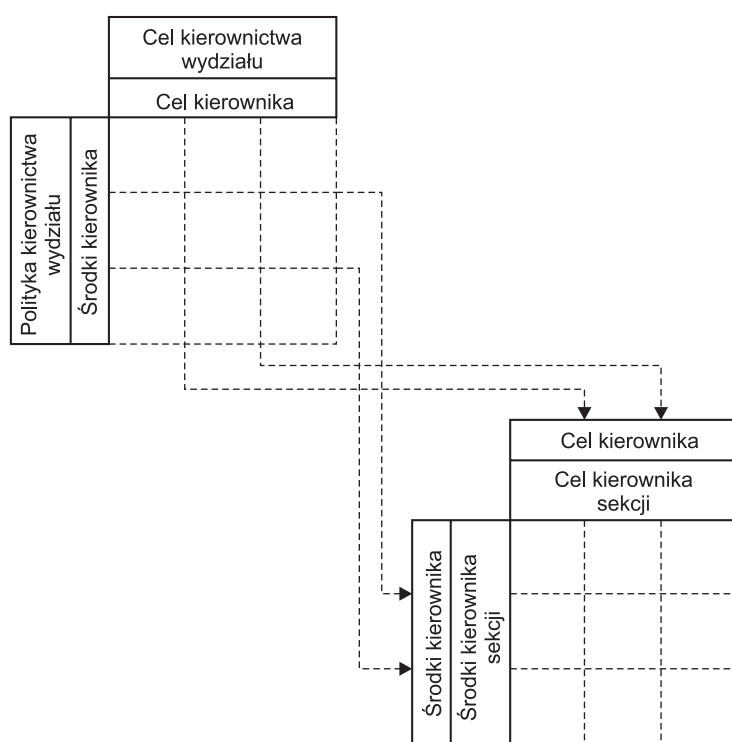 Cel kierownictwa
wydziału
Cel kierownika
Polityka kierownictwa
wydziału
Środki kierownika
Cel kierownika
Cel kierownika
sekcji
Środki kierownika
Środki kierownika
sekcji